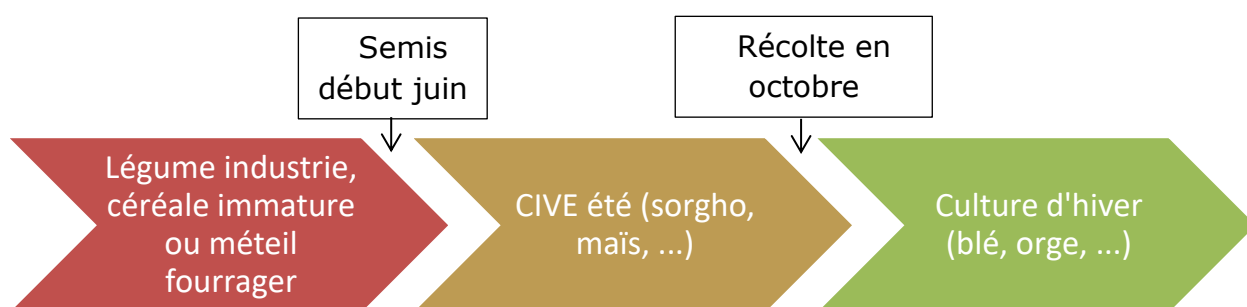 Semis
début juin
Récolte en
octobre
Légume industrie,
céréale immature
ou méteil
fourrager
CIVE été (sorgho,
maïs, ...)
Culture d'hiver
(blé, orge, ...)